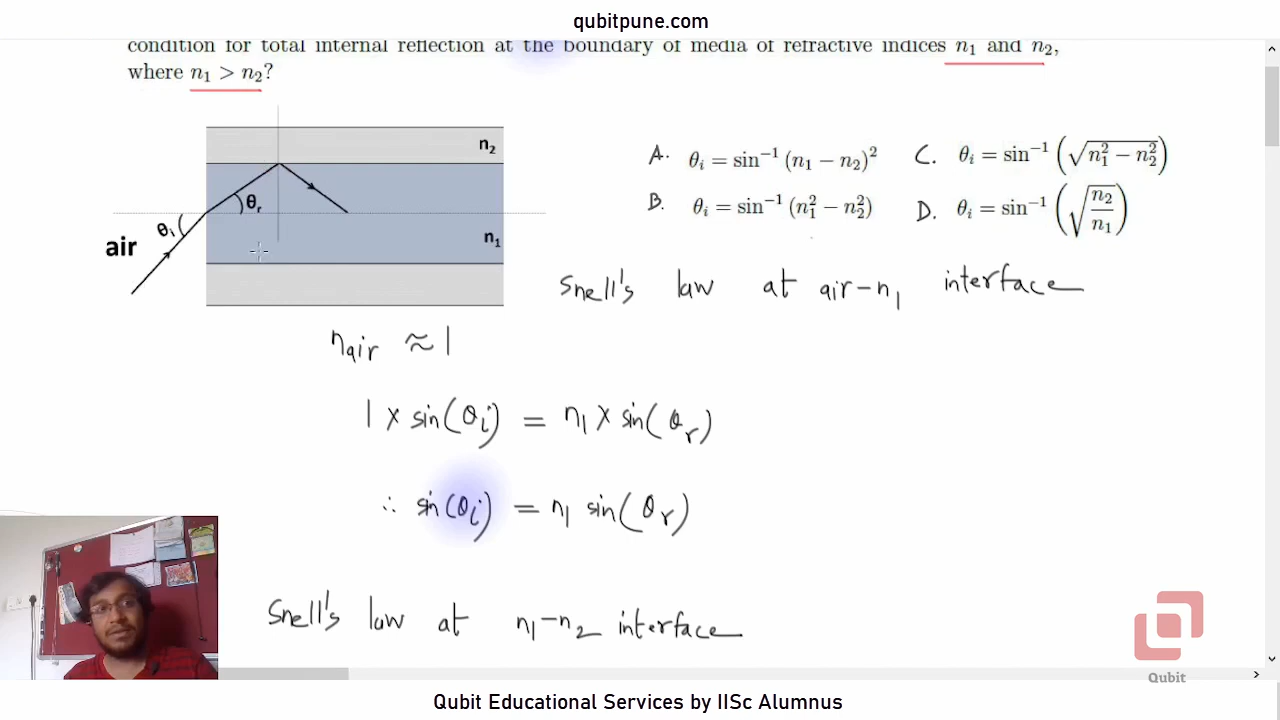 qubitpune.com
condition for total internal reflection at the boundary of media of refractive indices n₁ and n₂,
where n₁ > n₂?
n₂
θᵣ
θᵢ
air
n₁
A. θᵢ = sin⁻¹ (n₁ − n₂)²
B. θᵢ = sin⁻¹ (n₁² − n₂²)
C. θᵢ = sin⁻¹ (√(n₁² − n₂²))
D. θᵢ = sin⁻¹ (√(n₂/n₁))
Snell's law at air-n₁ interface
nₐᵢᵣ ≈ 1
1 × sin(θᵢ) = n₁ × sin(θᵣ)
∴ sin(θᵢ) = n₁ sin(θᵣ)
Snell's law at n₁-n₂ interface
Qubit
Qubit Educational Services by IISc Alumnus